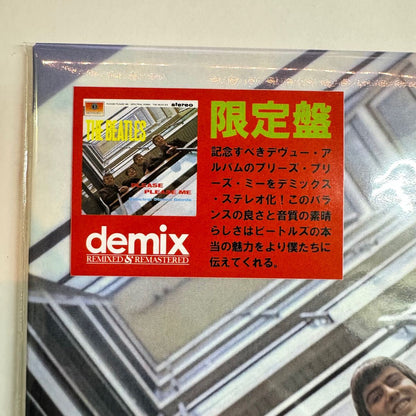 限定盤
stereo
THE BEATLES
PLEASE
PLEASE ME
記念すべきデヴュー・ア
ルバムのプリーズ・プリ
ーズ・ミーをデミックス
・ステレオ化!このバラ
ンスの良さと音質の素晴
らしさはビートルズの本
当の魅力をより僕たちに
伝えてくれる。
demix
REMIXED & REMASTERED